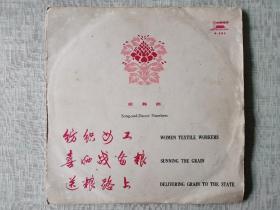 歌舞曲
Song-and-Dance Numbers
纺织女工 WOMEN TEXTILE WORKERS
喜晒战备粮 SUNNING THE GRAIN
送粮路上 DELIVERING GRAIN TO THE STATE